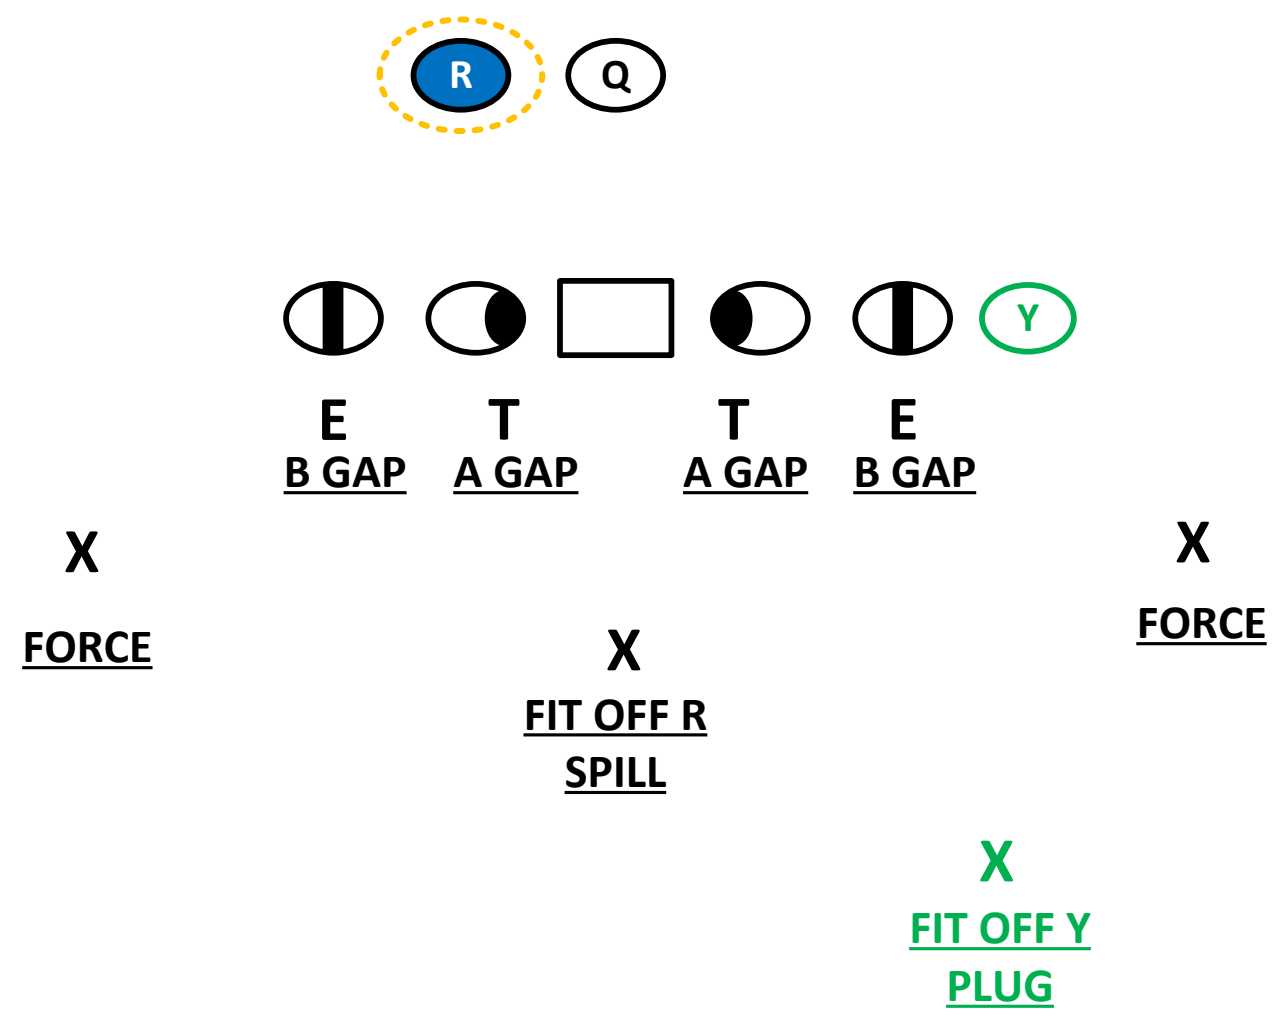 R Q
Y
E T T E
B GAP A GAP A GAP B GAP
X X
FORCE FORCE
X
FIT OFF R
SPILL
X
FIT OFF Y
PLUG